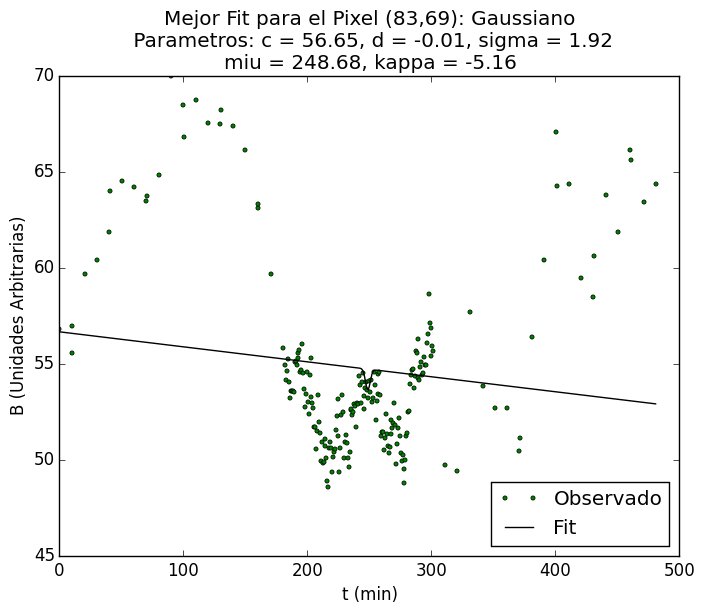 Mejor Fit para el Pixel (83,69): Gaussiano
Parametros: c = 56.65, d = -0.01, sigma = 1.92
miu = 248.68, kappa = -5.16
70
65
60
55
50
45
B (Unidades Arbitrarias)
Observado
Fit
0 100 200 300 400 500
t (min)